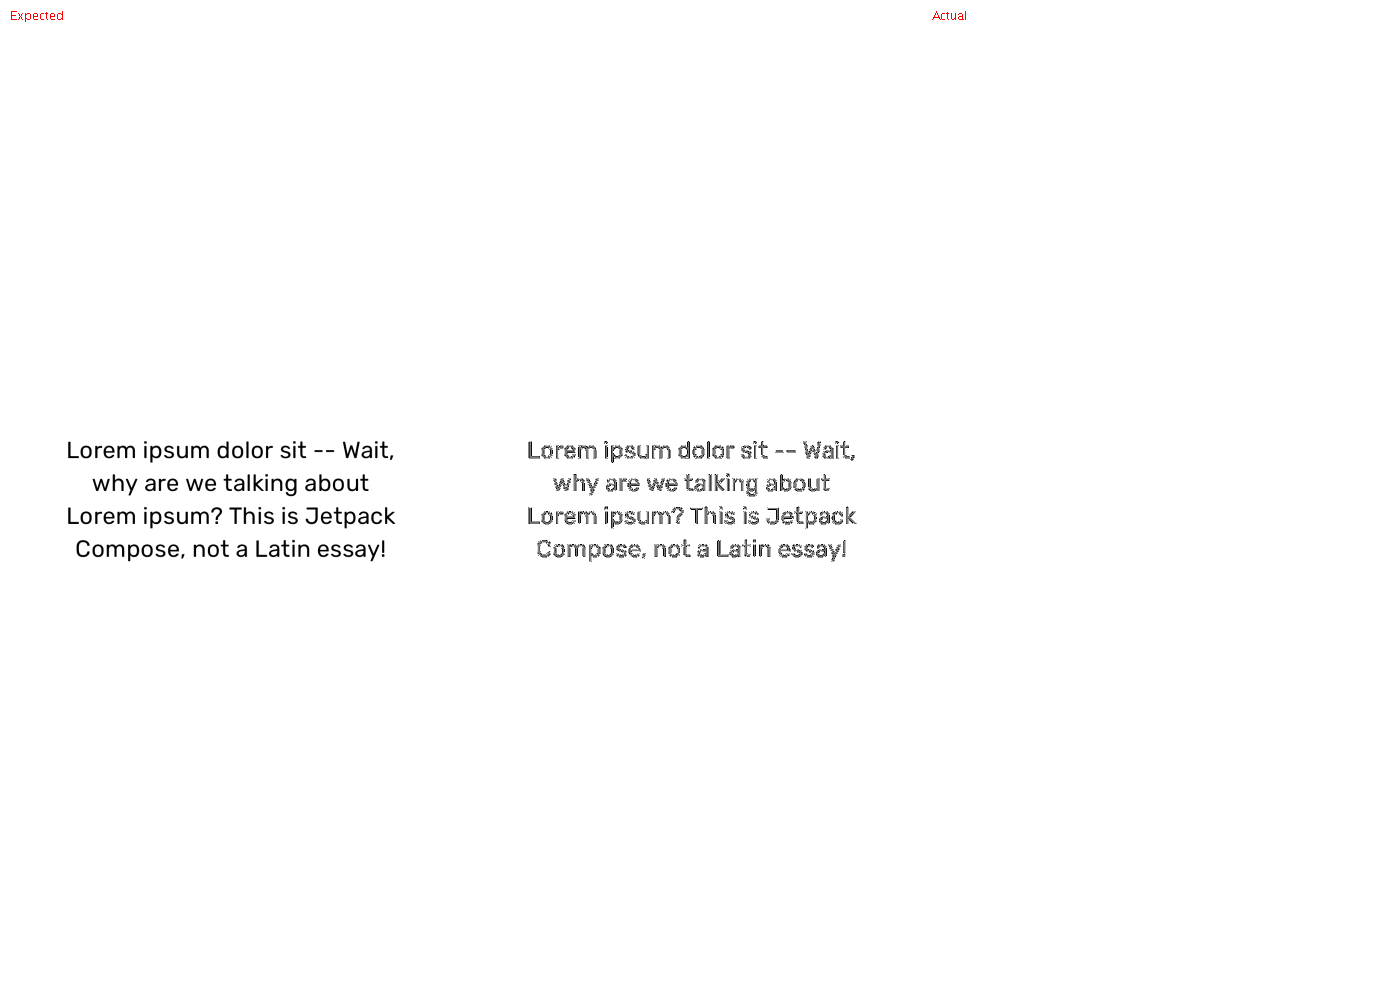 Expected
Actual
Lorem ipsum dolor sit -- Wait,
why are we talking about
Lorem ipsum? This is Jetpack
Compose, not a Latin essay!
Lorem ipsum dolor sit -- Wait,
why are we talking about
Lorem ipsum? This is Jetpack
Compose, not a Latin essay!